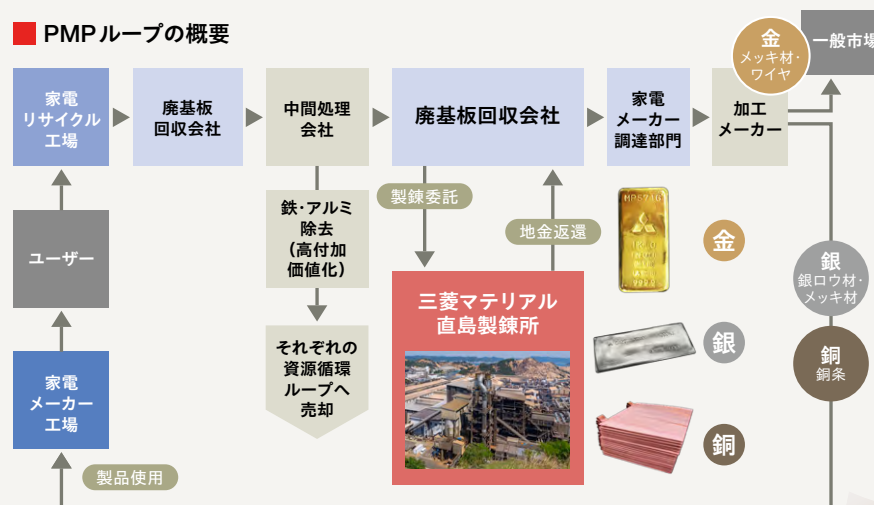 PMPループの概要
金
メッキ材・
ワイヤ
一般市場
家電
リサイクル
工場
廃基板
回収会社
中間処理
会社
廃基板回収会社
家電
メーカー
調達部門
加工
メーカー
製錬委託
鉄・アルミ
除去
(高付加
価値化)
地金返還
金
ユーザー
銀
銀ロウ材・
メッキ材
三菱マテリアル
直島製錬所
それぞれの
資源循環
ループへ
売却
銀
銅
銅条
家電
メーカー
工場
銅
製品使用